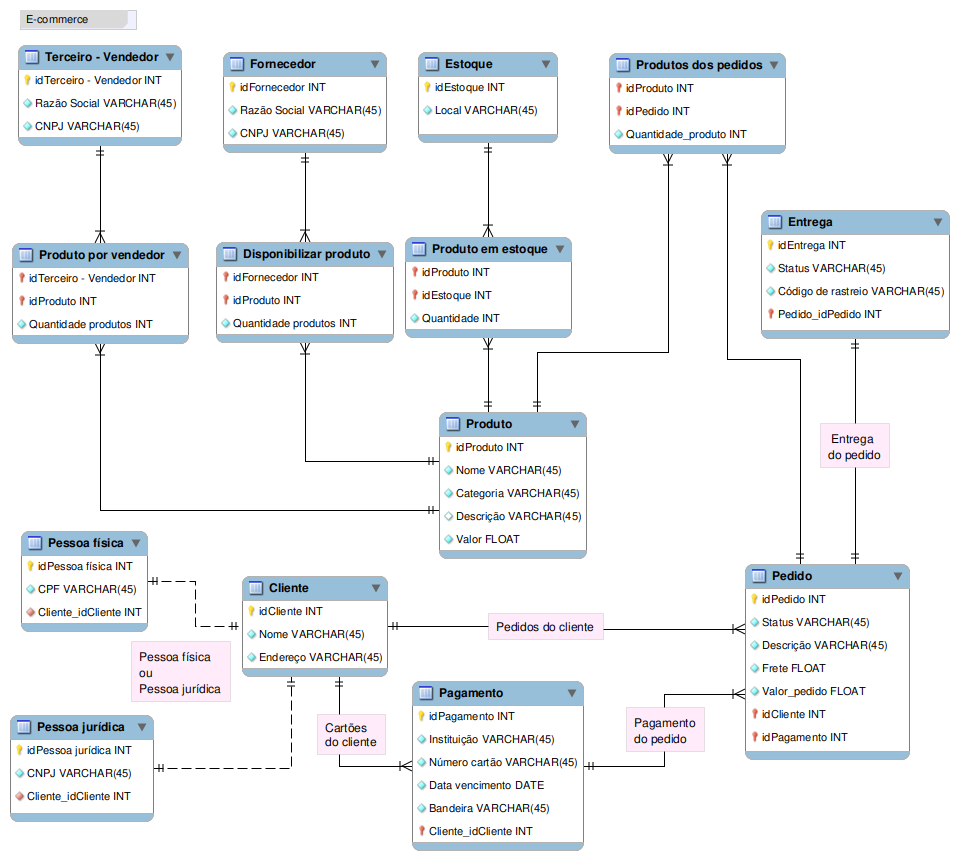 E-commerce
Terceiro - Vendedor
idTerceiro - Vendedor INT
Razão Social VARCHAR(45)
CNPJ VARCHAR(45)
Fornecedor
idFornecedor INT
Razão Social VARCHAR(45)
CNPJ VARCHAR(45)
Estoque
idEstoque INT
Local VARCHAR(45)
Produtos dos pedidos
idProduto INT
idPedido INT
Quantidade_produto INT
Entrega
idEntrega INT
Status VARCHAR(45)
Código de rastreio VARCHAR(45)
Pedido_idPedido INT
Produto por vendedor
idTerceiro - Vendedor INT
idProduto INT
Quantidade produtos INT
Disponibilizar produto
idFornecedor INT
idProduto INT
Quantidade produtos INT
Produto em estoque
idProduto INT
idEstoque INT
Quantidade INT
Produto
idProduto INT
Nome VARCHAR(45)
Categoria VARCHAR(45)
Descrição VARCHAR(45)
Valor FLOAT
Entrega
do pedido
Pessoa física
idPessoa física INT
CPF VARCHAR(45)
Cliente_idCliente INT
Cliente
idCliente INT
Nome VARCHAR(45)
Endereço VARCHAR(45)
Pedidos do cliente
Pedido
idPedido INT
Status VARCHAR(45)
Descrição VARCHAR(45)
Frete FLOAT
Valor_pedido FLOAT
idCliente INT
idPagamento INT
Pessoa física
ou
Pessoa jurídica
Pessoa jurídica
idPessoa jurídica INT
CNPJ VARCHAR(45)
Cliente_idCliente INT
Cartões
do cliente
Pagamento
idPagamento INT
Instituição VARCHAR(45)
Número cartão VARCHAR(45)
Data vencimento DATE
Bandeira VARCHAR(45)
Cliente_idCliente INT
Pagamento
do pedido